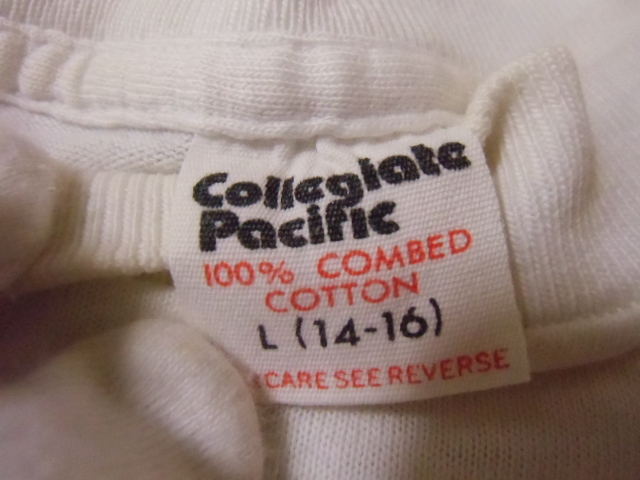 Collegiate
Pacific
100% COMBED
COTTON
L (14-16)
CARE SEE REVERSE